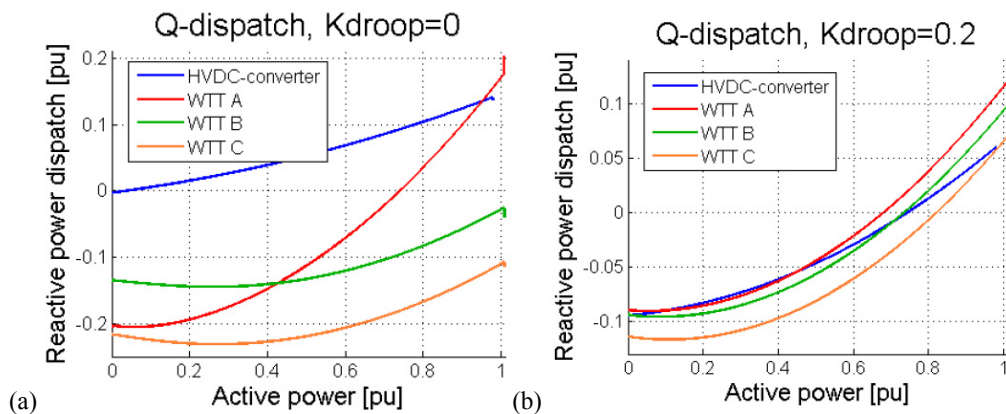 Q-dispatch, Kdroop=0
Reactive power dispatch [pu]
0.2
0.1
0
-0.1
-0.2
HVDC-converter
WTT A
WTT B
WTT C
0
0.2
0.4
0.6
0.8
1
Active power [pu]
(a)
Q-dispatch, Kdroop=0.2
Reactive power dispatch [pu]
0.1
0.05
0
-0.05
-0.1
HVDC-converter
WTT A
WTT B
WTT C
0
0.2
0.4
0.6
0.8
1
Active power [pu]
(b)